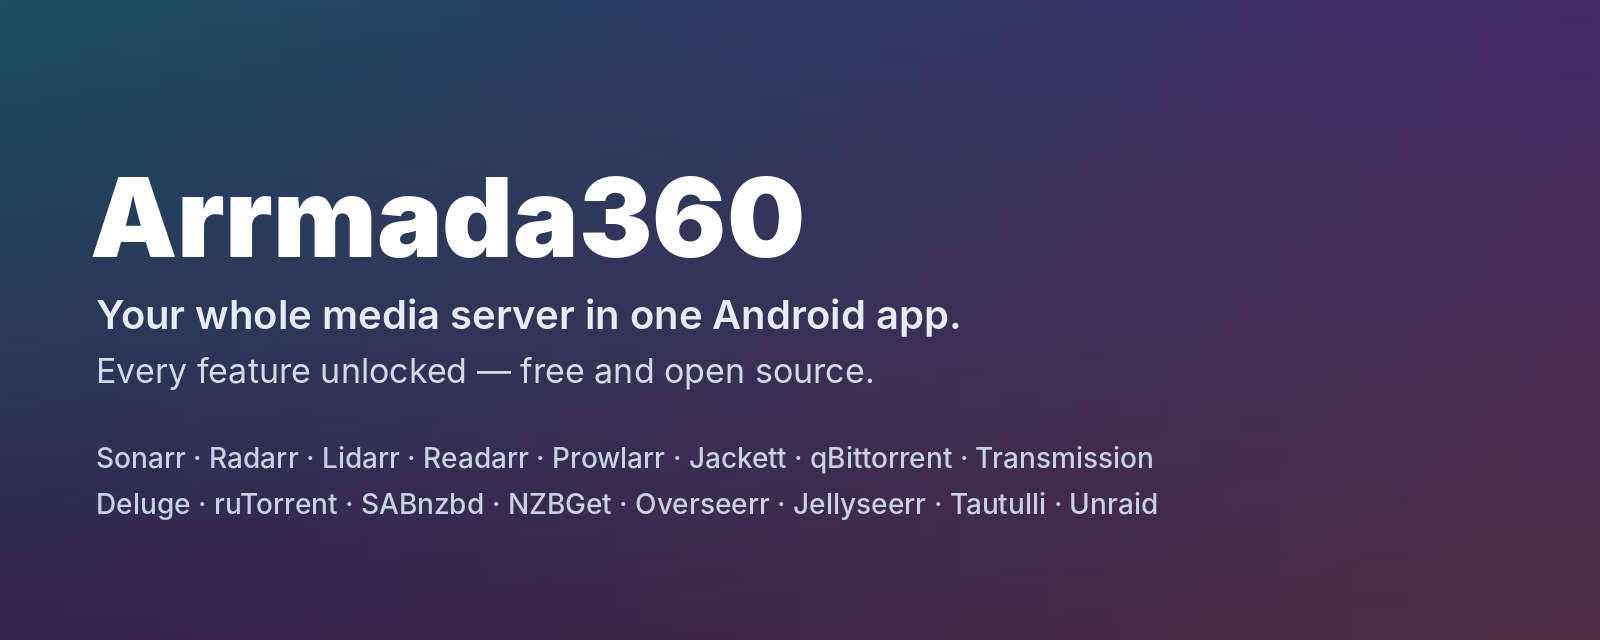 Arrmada360
Your whole media server in one Android app.
Every feature unlocked — free and open source.
Sonarr · Radarr · Lidarr · Readarr · Prowlarr · Jackett · qBittorrent · Transmission
Deluge · ruTorrent · SABnzbd · NZBGet · Overseerr · Jellyseerr · Tautulli · Unraid